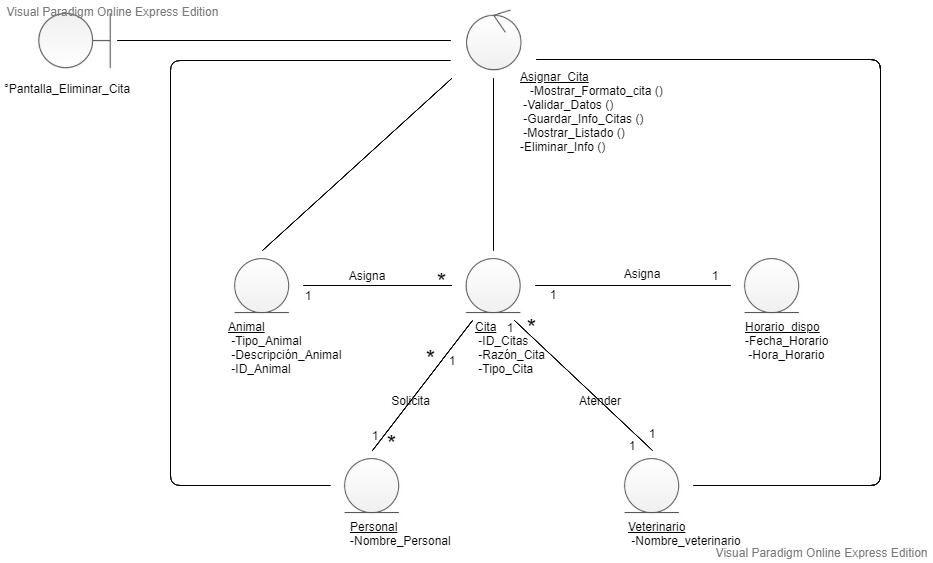 Visual Paradigm Online Express Edition
°Pantalla_Eliminar_Cita
Asignar_Cita
-Mostrar_Formato_cita ()
-Validar_Datos ()
-Guardar_Info_Citas ()
-Mostrar_Listado ()
-Eliminar_Info ()
Asigna
*
1
Asigna
1
1
Animal
-Tipo_Animal
-Descripción_Animal
-ID_Animal
Cita
-ID_Citas
-Razón_Cita
-Tipo_Cita
1
*
Horario_dispo
-Fecha_Horario
-Hora_Horario
*
1
Solicita
1
*
Atender
1
1
Personal
-Nombre_Personal
Veterinario
-Nombre_veterinario
Visual Paradigm Online Express Edition